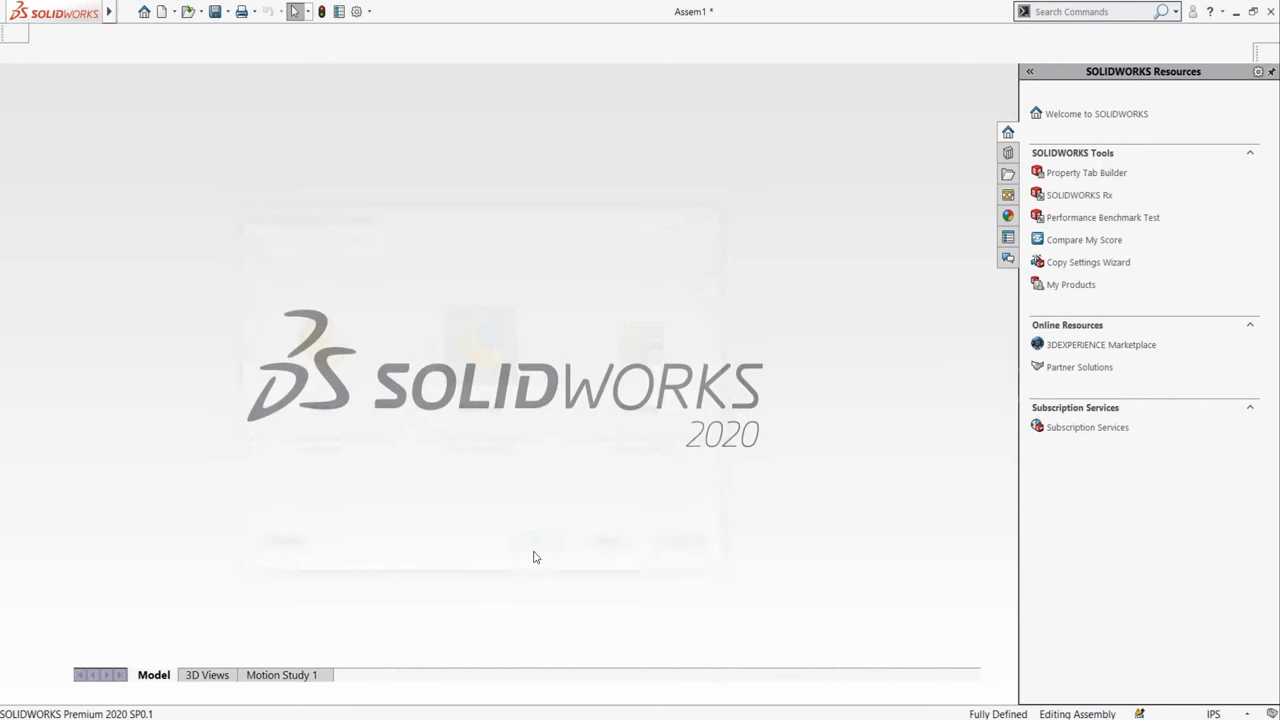 SOLIDWORKS
Assem1 *
Search Commands
?
SOLIDWORKS Resources
Welcome to SOLIDWORKS
SOLIDWORKS Tools
Property Tab Builder
SOLIDWORKS Rx
Performance Benchmark Test
Compare My Score
Copy Settings Wizard
My Products
Online Resources
3DEXPERIENCE Marketplace
Partner Solutions
Subscription Services
Subscription Services
SOLIDWORKS
2020
Model
3D Views
Motion Study 1
SOLIDWORKS Premium 2020 SP0.1
Fully Defined
Editing Assembly
IPS